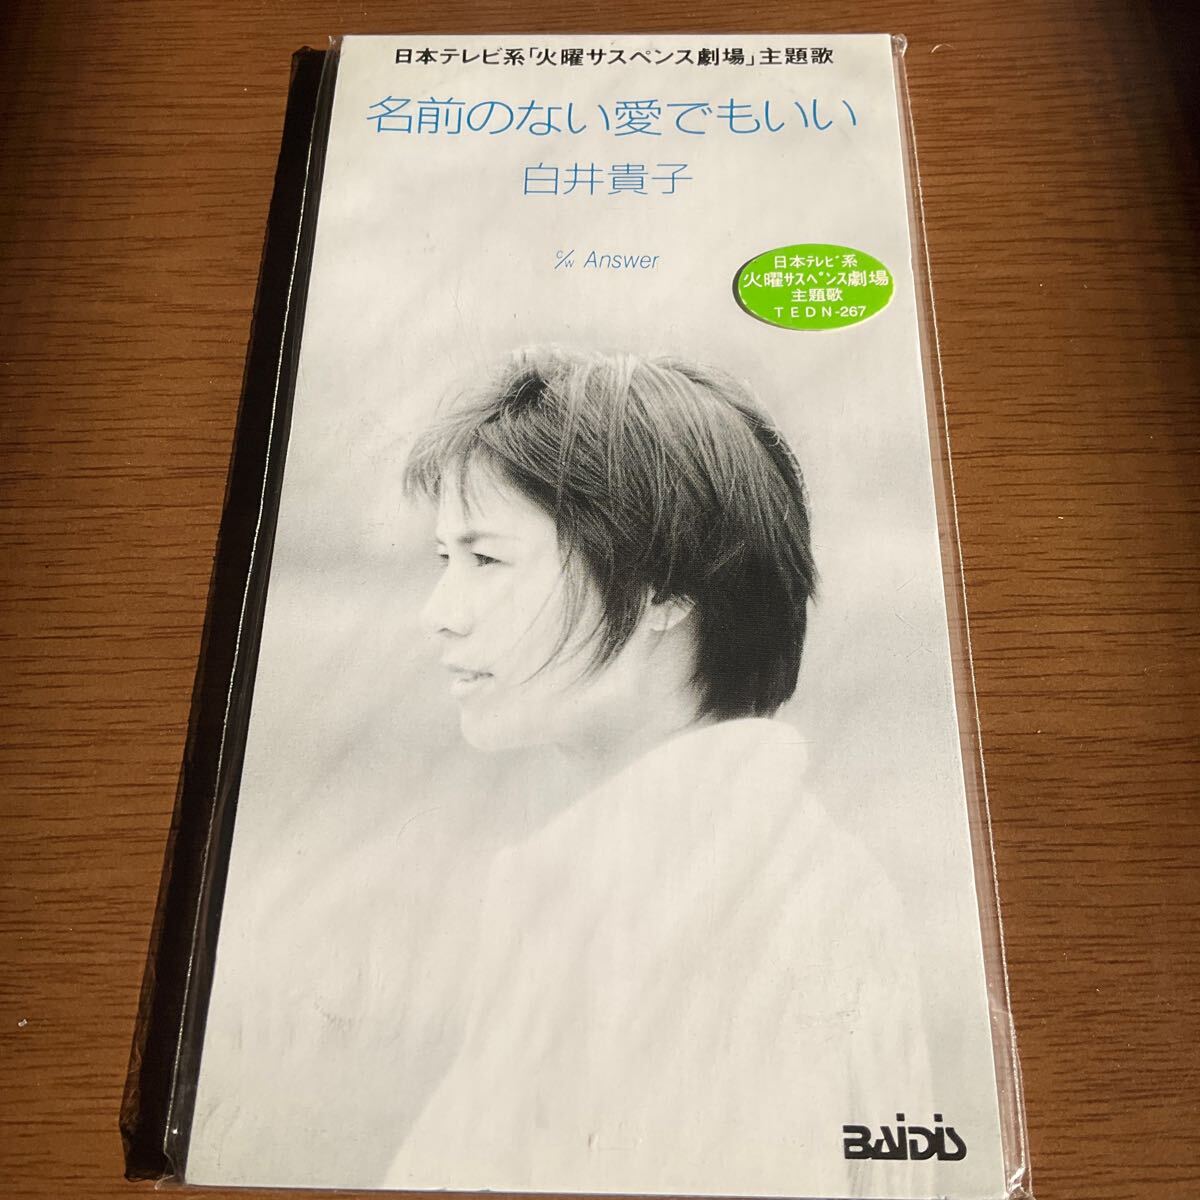 日本テレビ系「火曜サスペンス劇場」主題歌
名前のない愛でもいい
白井貴子
c/w Answer
日本テレビ系
火曜サスペンス劇場
主題歌
TEDN-267
BAIDIS